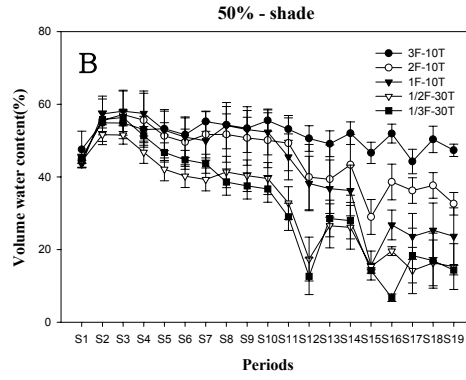 50% - shade
B
3F-10T
2F-10T
1F-10T
1/2F-30T
1/3F-30T
Volume water content(%)
80
60
40
20
0
S1 S2 S3 S4 S5 S6 S7 S8 S9 S10 S11 S12 S13 S14 S15 S16 S17 S18 S19
Periods